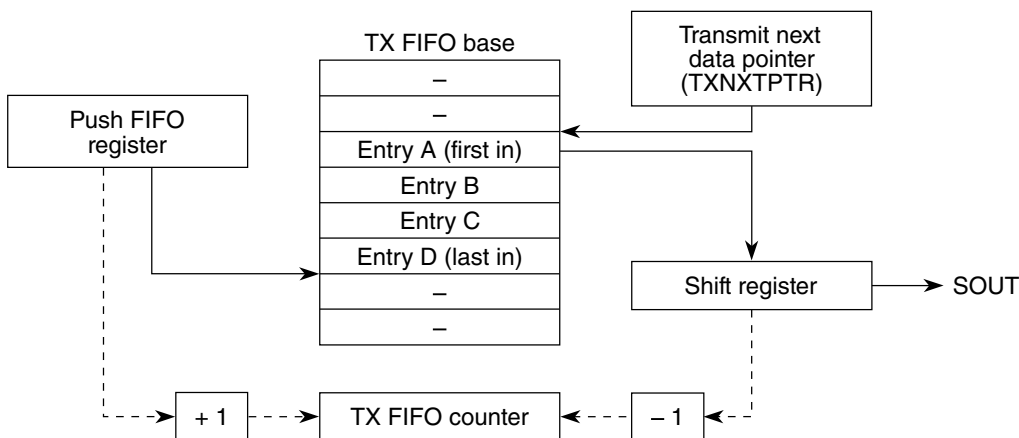 TX FIFO base
Transmit next
data pointer
(TXNXTPTR)
Push FIFO
register
–
–
Entry A (first in)
Entry B
Entry C
Entry D (last in)
–
–
Shift register
SOUT
+ 1
TX FIFO counter
– 1